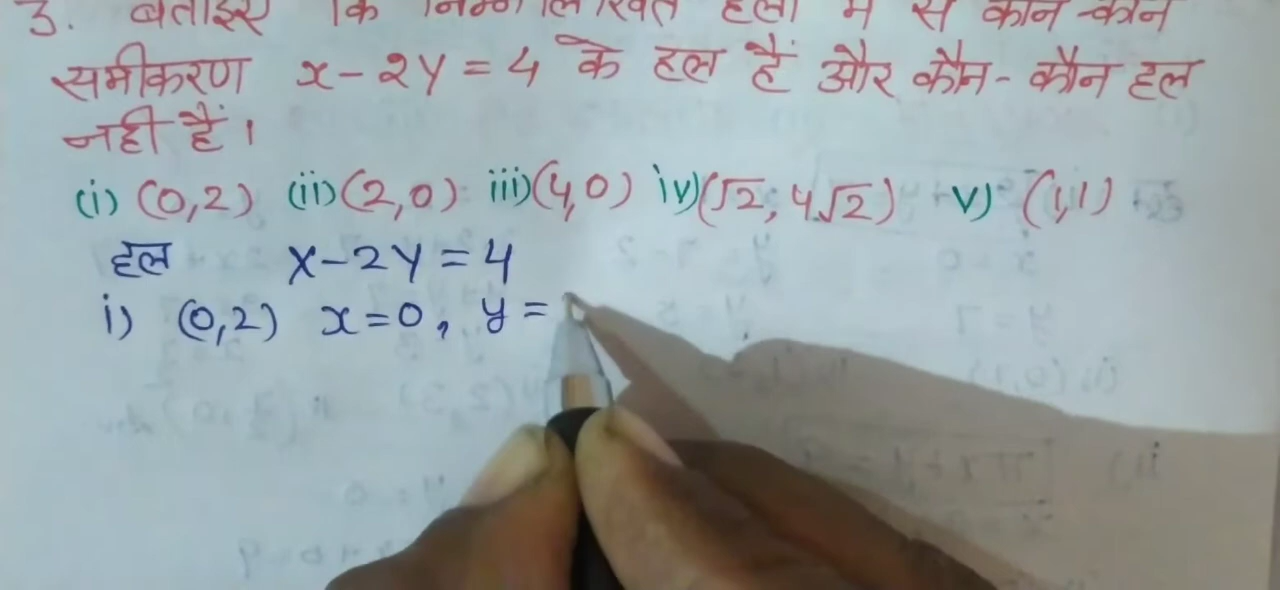 3. बताइए कि निम्नलिखित हलों में से कौन-कौन
समीकरण x-2y=4 के हल हैं और कौन-कौन हल
नही हैं।
(i) (0,2) (ii) (2,0) iii) (4,0) iv) (√2, 4√2) v) (1,1)
हल x-2y=4
i) (0,2) x=0, y=